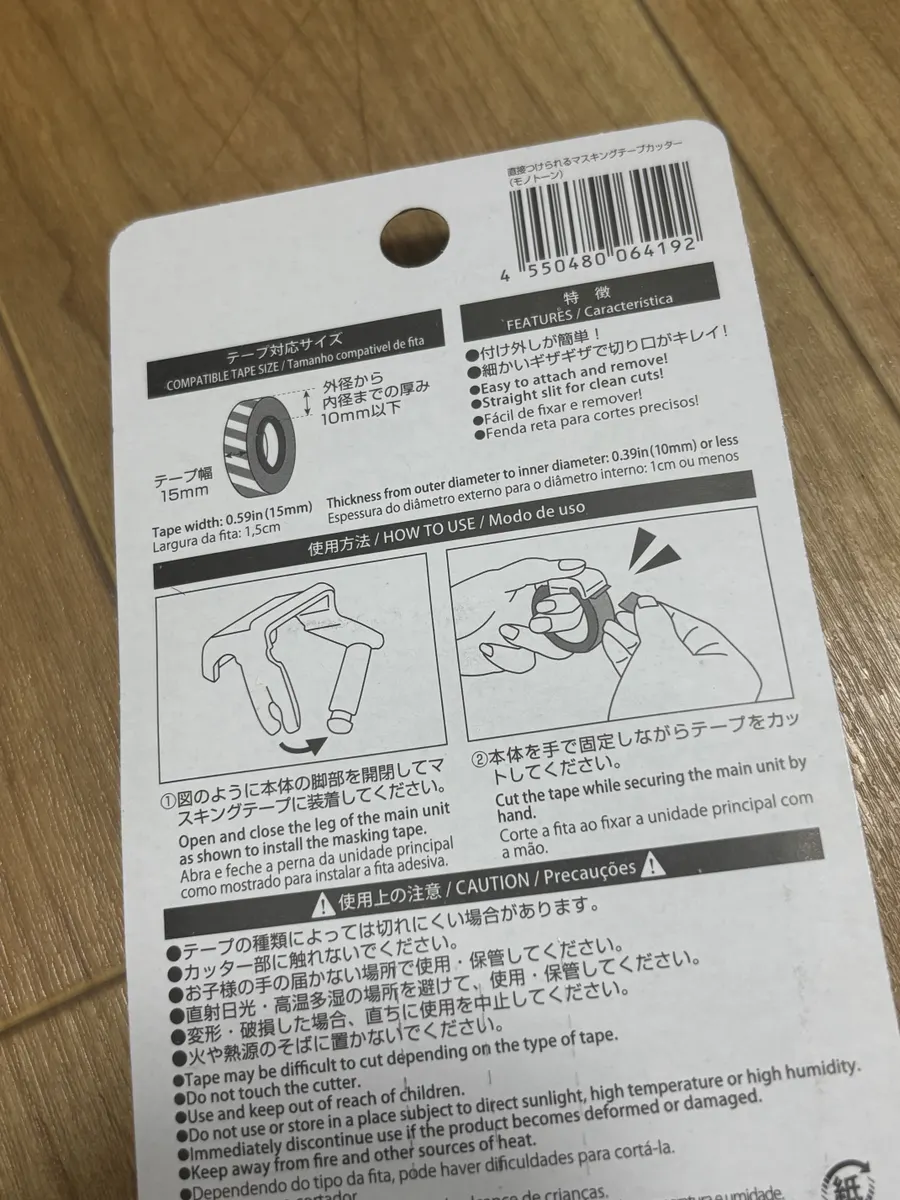 直接つけられるマスキングテープカッター
(モノトーン)
4 550480 064192
テープ対応サイズ
COMPATIBLE TAPE SIZE / Tamanho compativel de fita
外径から
内径までの厚み
10mm以下
テープ幅
15mm
Tape width: 0.59in (15mm)
Largura da fita: 1,5cm
Thickness from outer diameter to inner diameter: 0.39in(10mm) or less
Espessura do diâmetro externo para o diâmetro interno: 1cm ou menos
特 徴
FEATURES / Característica
●付け外しが簡単！
●細かいギザギザで切り口がキレイ！
●Easy to attach and remove!
●Straight slit for clean cuts!
●Fácil de fixar e remover!
●Fenda reta para cortes precisos!
使用方法 / HOW TO USE / Modo de uso
①図のように本体の脚部を開閉してマ
スキングテープに装着してください。
Open and close the leg of the main unit
as shown to install the masking tape.
Abra e feche a perna da unidade principal
como mostrado para instalar a fita adesiva.
②本体を手で固定しながらテープをカッ
トしてください。
Cut the tape while securing the main unit by
hand.
Corte a fita ao fixar a unidade principal com
a mão.
使用上の注意 / CAUTION / Precauções
●テープの種類によっては切れにくい場合があります。
●カッター部に触れないでください。
●お子様の手の届かない場所で使用・保管してください。
●直射日光・高温多湿の場所を避けて、使用・保管してください。
●変形・破損した場合、直ちに使用を中止してください。
●火や熱源のそばに置かないでください。
●Tape may be difficult to cut depending on the type of tape.
●Do not touch the cutter.
●Use and keep out of reach of children.
●Do not use or store in a place subject to direct sunlight, high temperature or high humidity.
●Immediately discontinue use if the product becomes deformed or damaged.
●Keep away from fire and other sources of heat.
●Dependendo do tipo da fita, pode haver dificuldades para cortá-la.
cortador
de crianças.
e umidade.
紙